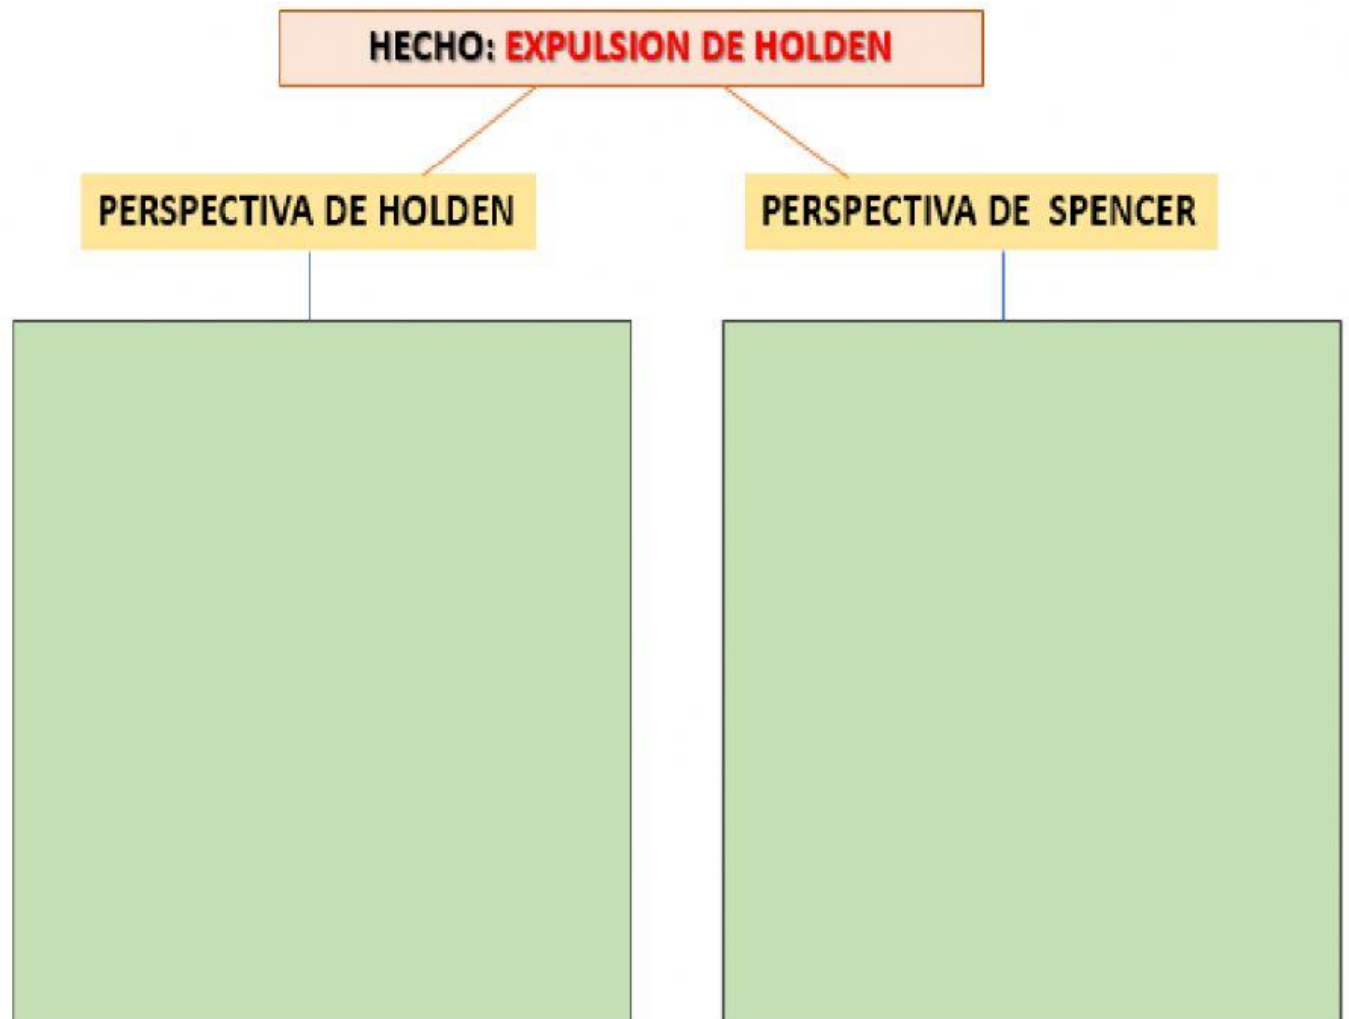 HECHO: EXPULSION DE HOLDEN
PERSPECTIVA DE HOLDEN
PERSPECTIVA DE SPENCER